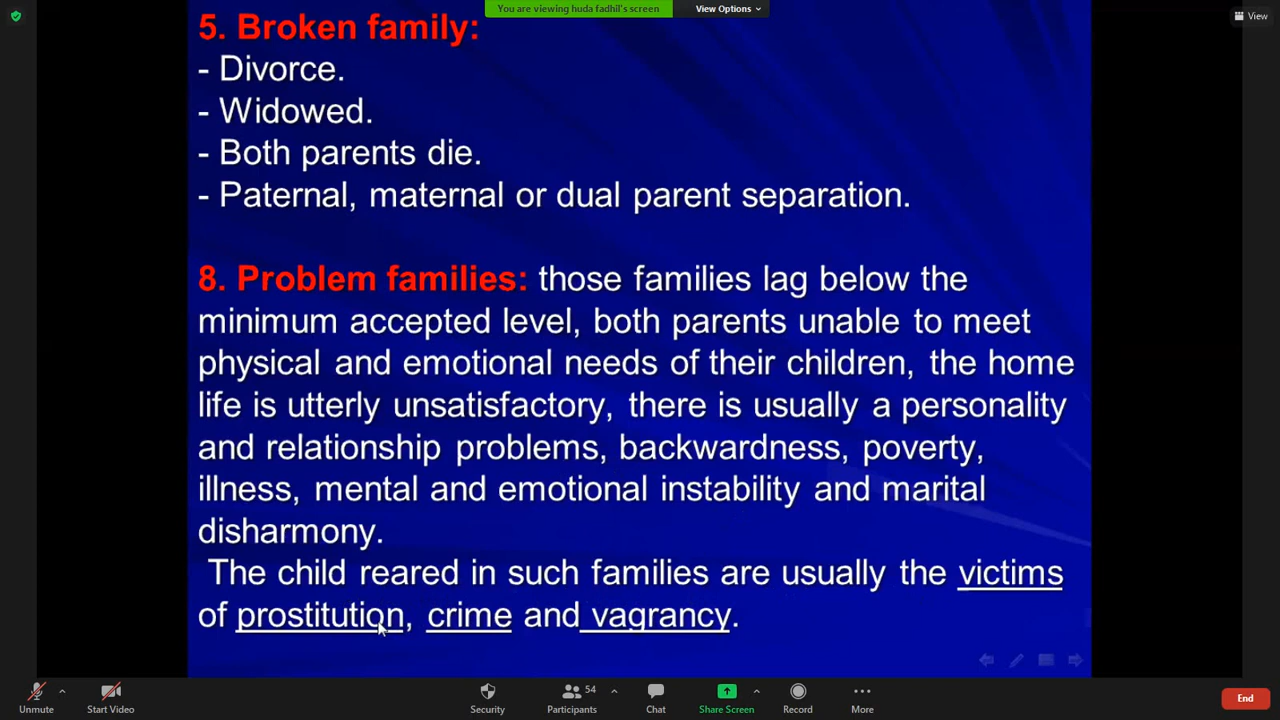 You are viewing huda fadhil's screen
View Options
View
5. Broken family:
- Divorce.
- Widowed.
- Both parents die.
- Paternal, maternal or dual parent separation.
8. Problem families: those families lag below the
minimum accepted level, both parents unable to meet
physical and emotional needs of their children, the home
life is utterly unsatisfactory, there is usually a personality
and relationship problems, backwardness, poverty,
illness, mental and emotional instability and marital
disharmony.
The child reared in such families are usually the victims
of prostitution, crime and vagrancy.
Unmute
Start Video
Security
54
Participants
Chat
Share Screen
Record
More
End